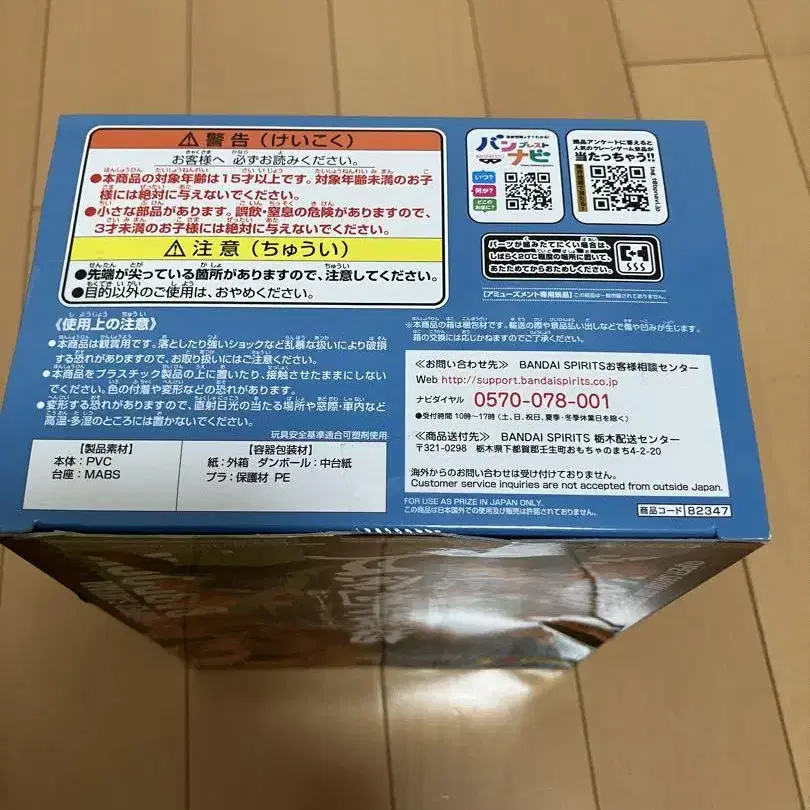 警告（けいこく）
お客様へ 必ずお読みください。
●本商品の対象年齢は15才以上です。対象年齢未満のお子
様には絶対に与えないでください。
●小さな部品があります。誤飲・窒息の危険がありますので、
3才未満のお子様には絶対に与えないでください。
注意（ちゅうい）
●先端が尖っている箇所がありますので、注意してください。
●目的以外のご使用は、おやめください。
《使用上の注意》
●本商品は観賞用です。落としたり強いショックなど乱暴な扱いにより破損
する恐れがありますので、お取り扱いにはご注意ください。
●本商品をプラスチック製品の上に置いたり、接触させたままにしない
でください。色の付着や変形などの恐れがあります。
●変形する恐れがありますので、直射日光の当たる場所や窓際・車内など
高温・多湿のところには置かないでください。
玩具安全基準適合可塑剤使用
【製品素材】
本体：PVC
台座：MABS
【容器包装材】
紙：外箱 ダンボール：中台紙
プラ：保護材 PE
バンプレストナビ
いつ?
何が?
どこのお店に?
商品アンケートに答えると
人気のクレーンゲーム景品が
当たっちゃう!!
パーツが組みたてにくい場合は、
しばらく20℃程度の場所に置いて、
あたためてからおためしください。
【アミューズメント専用景品】この商品は一般市販されておりません。
※本商品の箱は梱包材です。輸送の際や景品払い出しなどで傷や凹みが生じます。
箱の交換には応じかねますのでご了承ください。
≪お問い合わせ先≫ BANDAI SPIRITSお客様相談センター
Web http://support.bandaispirits.co.jp
ナビダイヤル 0570-078-001
●受付時間 10時～17時（土、日、祝日、夏季・冬季休業日を除く）
≪商品送付先≫ BANDAI SPIRITS 栃木配送センター
〒321-0298 栃木県下都賀郡壬生町おもちゃのまち4-2-20
海外からのお問い合わせは受け付けておりません。
Customer service inquiries are not accepted from outside Japan.
FOR USE AS PRIZE IN JAPAN ONLY.
この商品は日本国外での使用及び販売は許諾されておりません。
商品コード 82347